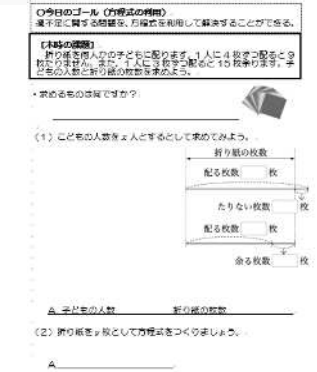 ○今日のゴール（方程式の利用）
過不足に関する問題を、方程式を利用して解決することができる。
【本時の課題】
折り紙を何人かの子どもに配ります。1人に4枚ずつ配ると9
枚たりません。また、1人に3枚ずつ配ると15枚余ります。子
どもの人数と折り紙の枚数を求めよう。
・求めるものは何ですか？
（1）こどもの人数をx人とするとして求めてみよう。
折り紙の枚数
配る枚数 枚
たりない枚数 枚
配る枚数 枚
余る枚数 枚
A 子どもの人数 折り紙の枚数
（2）折り紙をy枚として方程式をつくりましょう。
A